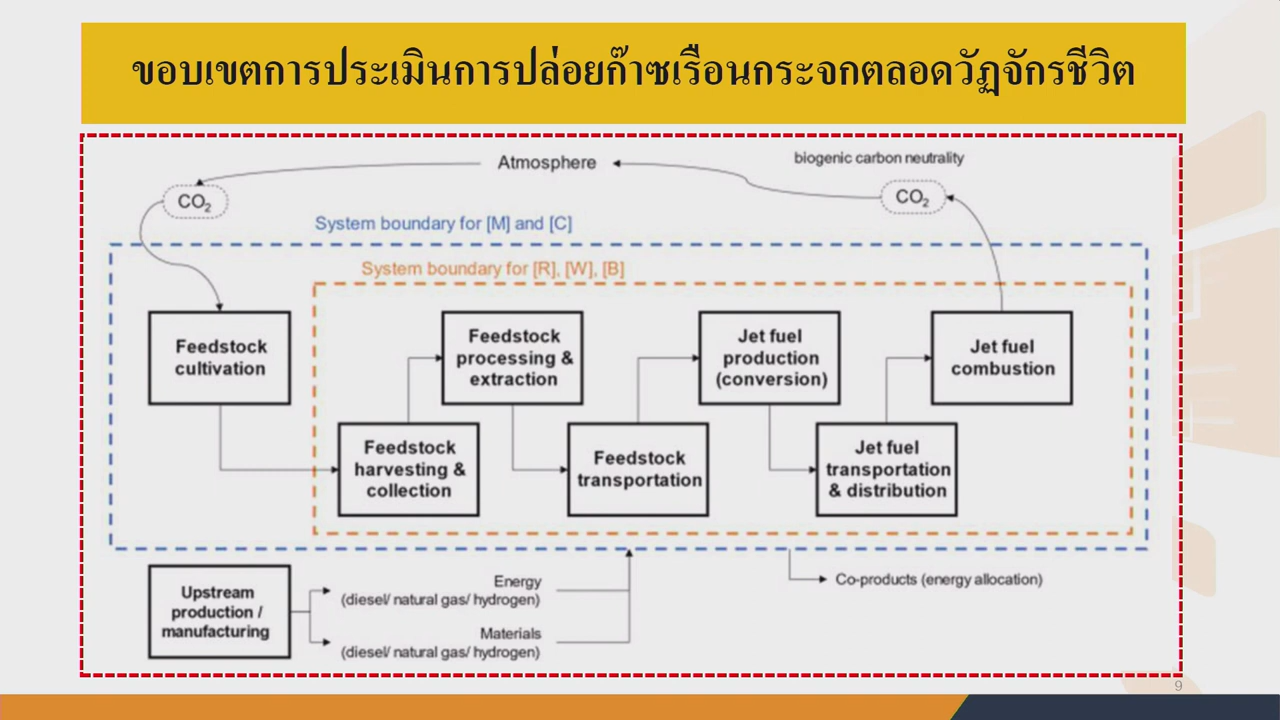 ขอบเขตการประเมินการปล่อยก๊าซเรือนกระจกตลอดวัฏจักรชีวิต
Atmosphere
biogenic carbon neutrality
CO₂
CO₂
System boundary for [M] and [C]
System boundary for [R], [W], [B]
Feedstock
cultivation
Feedstock
processing &
extraction
Jet fuel
production
(conversion)
Jet fuel
combustion
Feedstock
harvesting &
collection
Feedstock
transportation
Jet fuel
transportation
& distribution
Upstream
production /
manufacturing
Energy
(diesel/ natural gas/ hydrogen)
Materials
(diesel/ natural gas/ hydrogen)
Co-products (energy allocation)
9